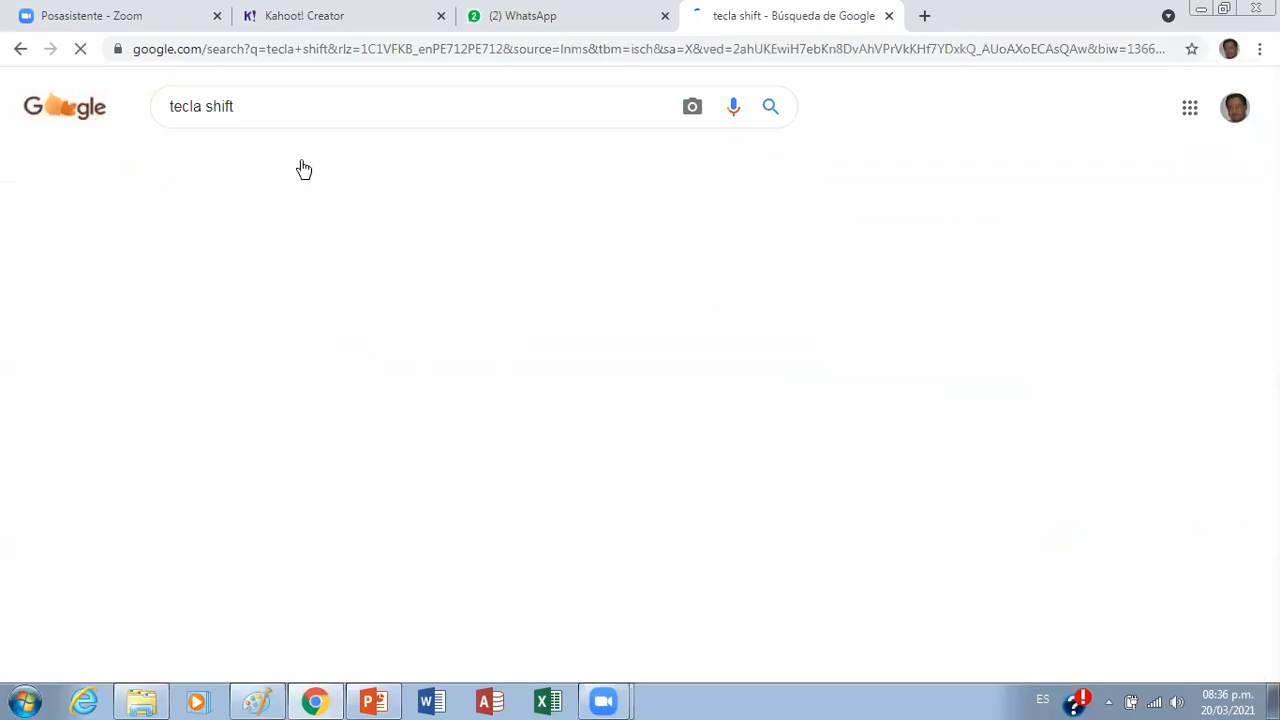 Posasistente - Zoom
Kahoot! Creator
(2) WhatsApp
tecla shift - Búsqueda de Google
google.com/search?q=tecla+shift&rlz=1C1VFKB_enPE712PE712&source=lnms&tbm=isch&sa=X&ved=2ahUKEwiH7ebKn8DvAhVPrVkKHf7YDxkQ_AUoAXoECAsQAw&biw=1366...
Google
tecla shift
ES
08:36 p.m.
20/03/2021